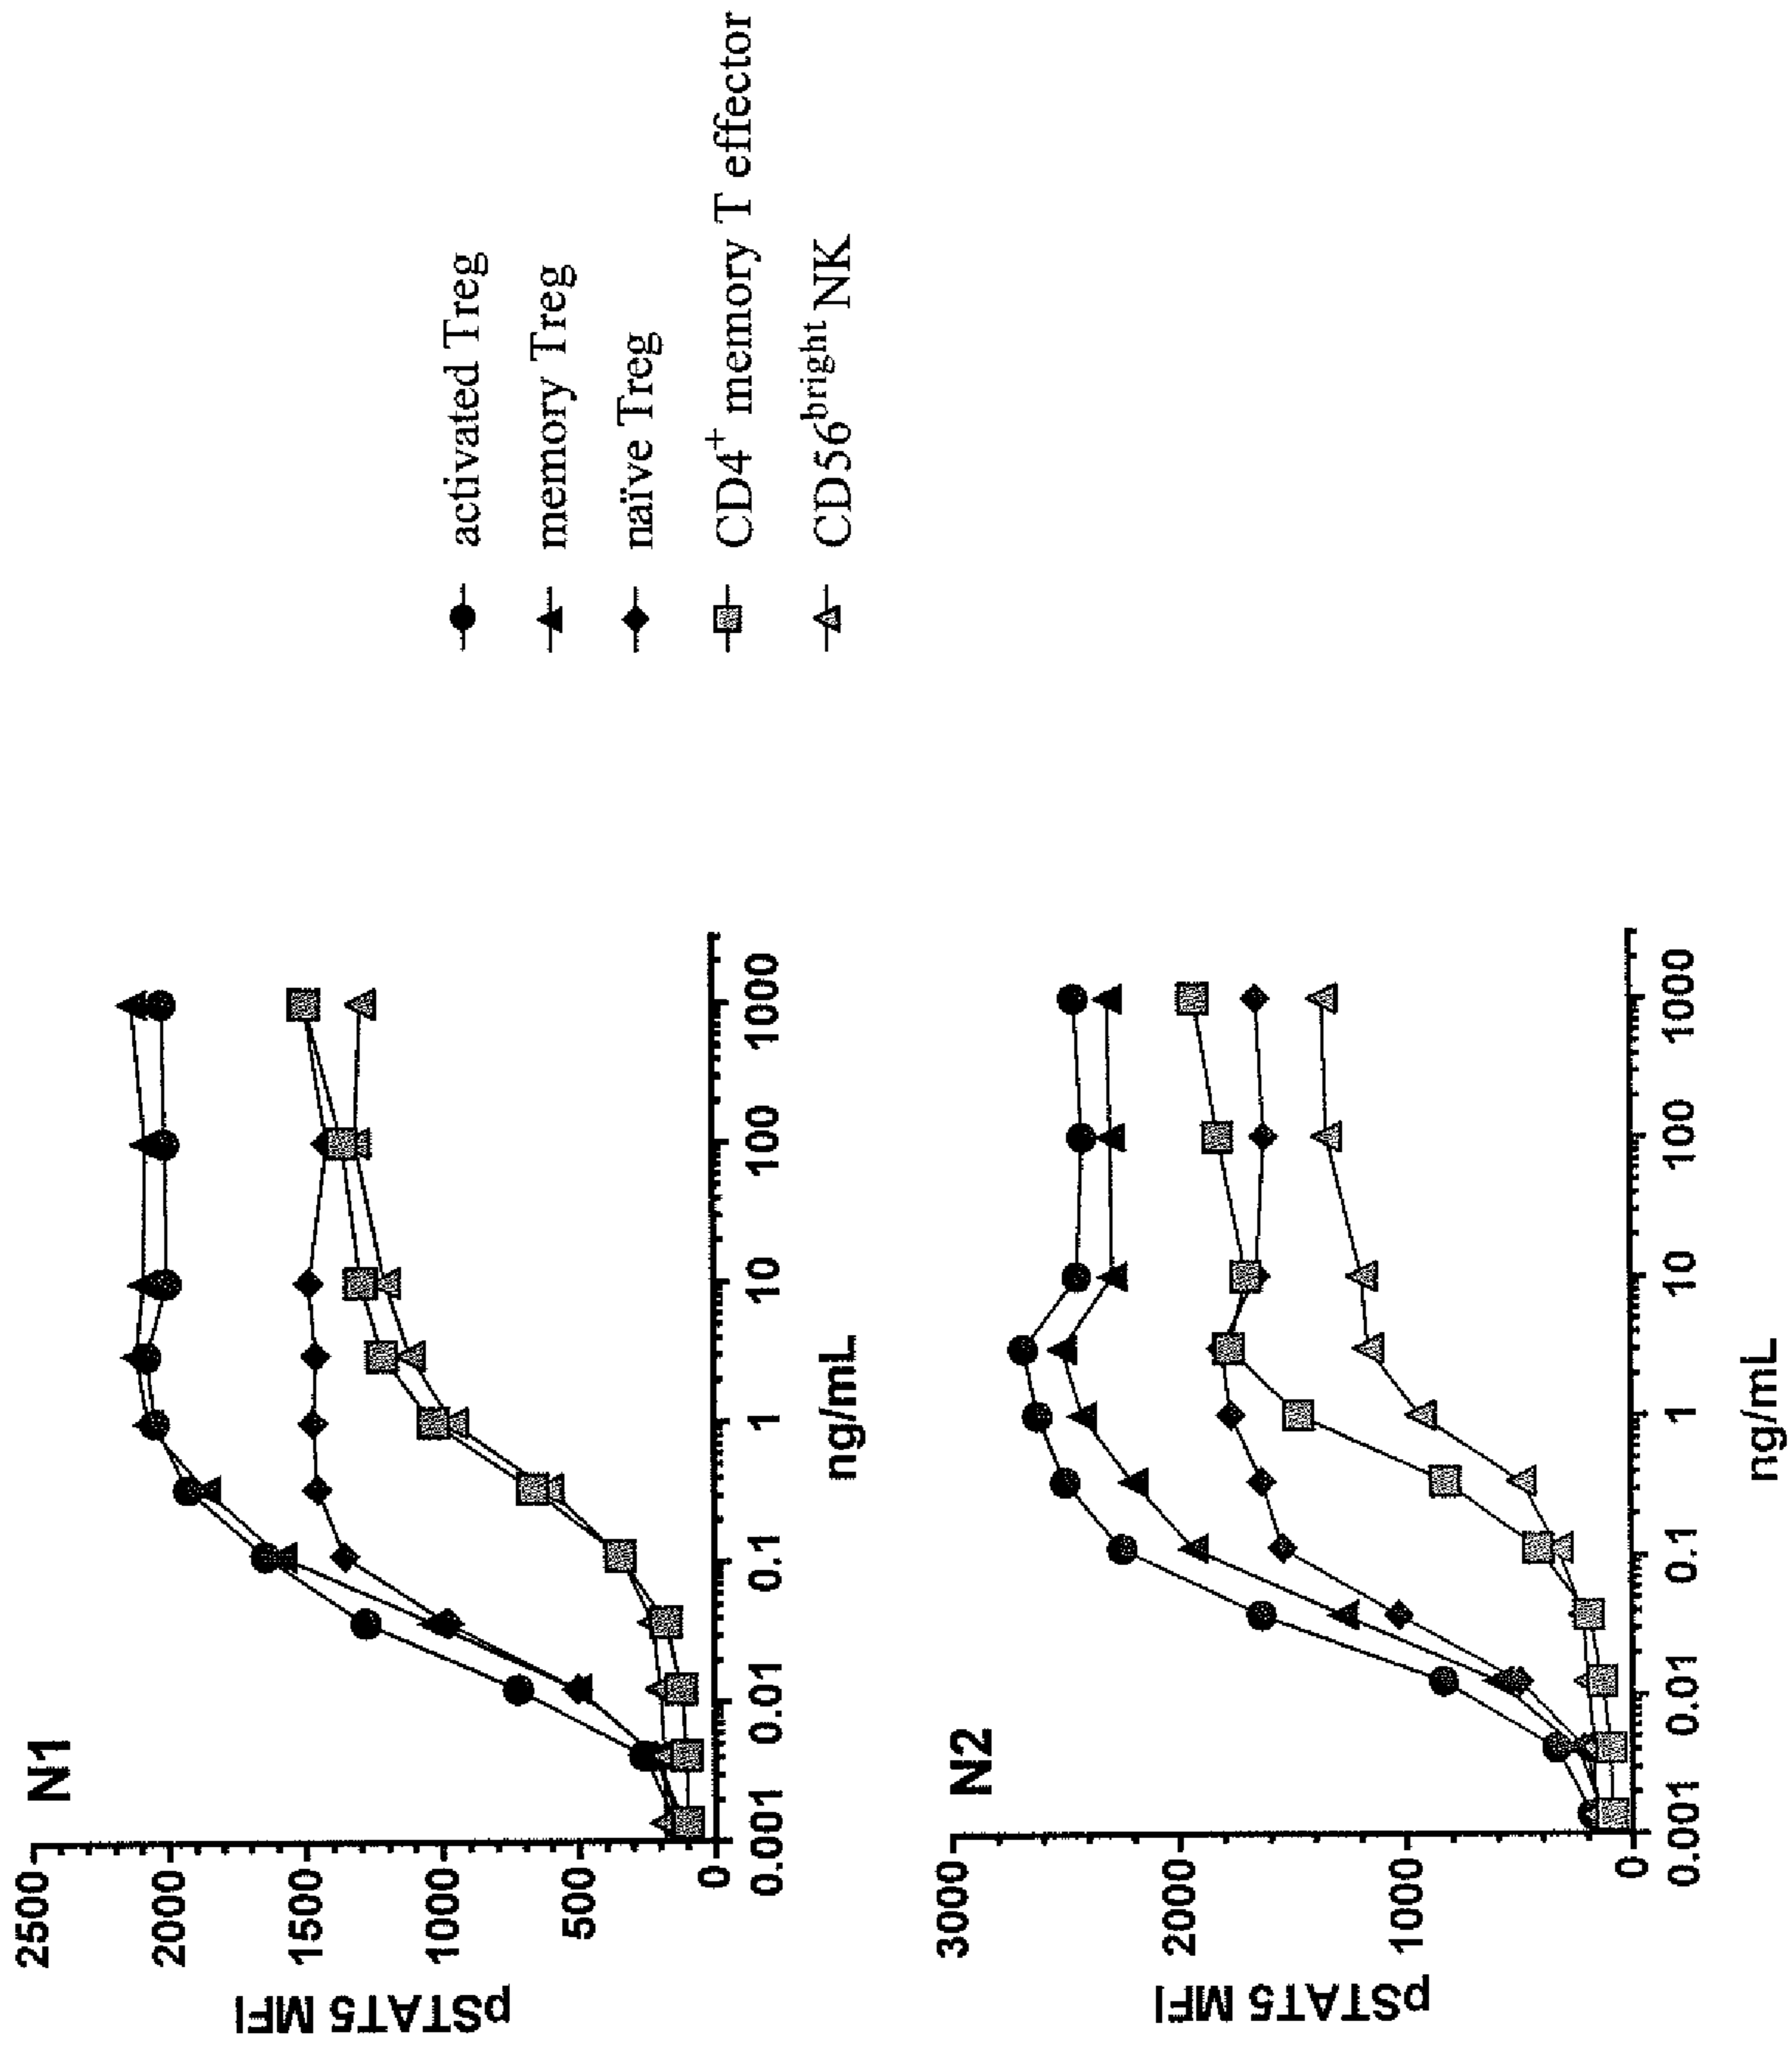 N1
pSTAT5 MFI
2500
2000
1500
1000
500
0
0.001 0.01 0.1 1 10 100 1000
ng/mL
activated Treg
memory Treg
naïve Treg
CD4+ memory T effector
CD56bright NK
N2
pSTAT5 MFI
3000
2000
1000
0
0.001 0.01 0.1 1 10 100 1000
ng/mL